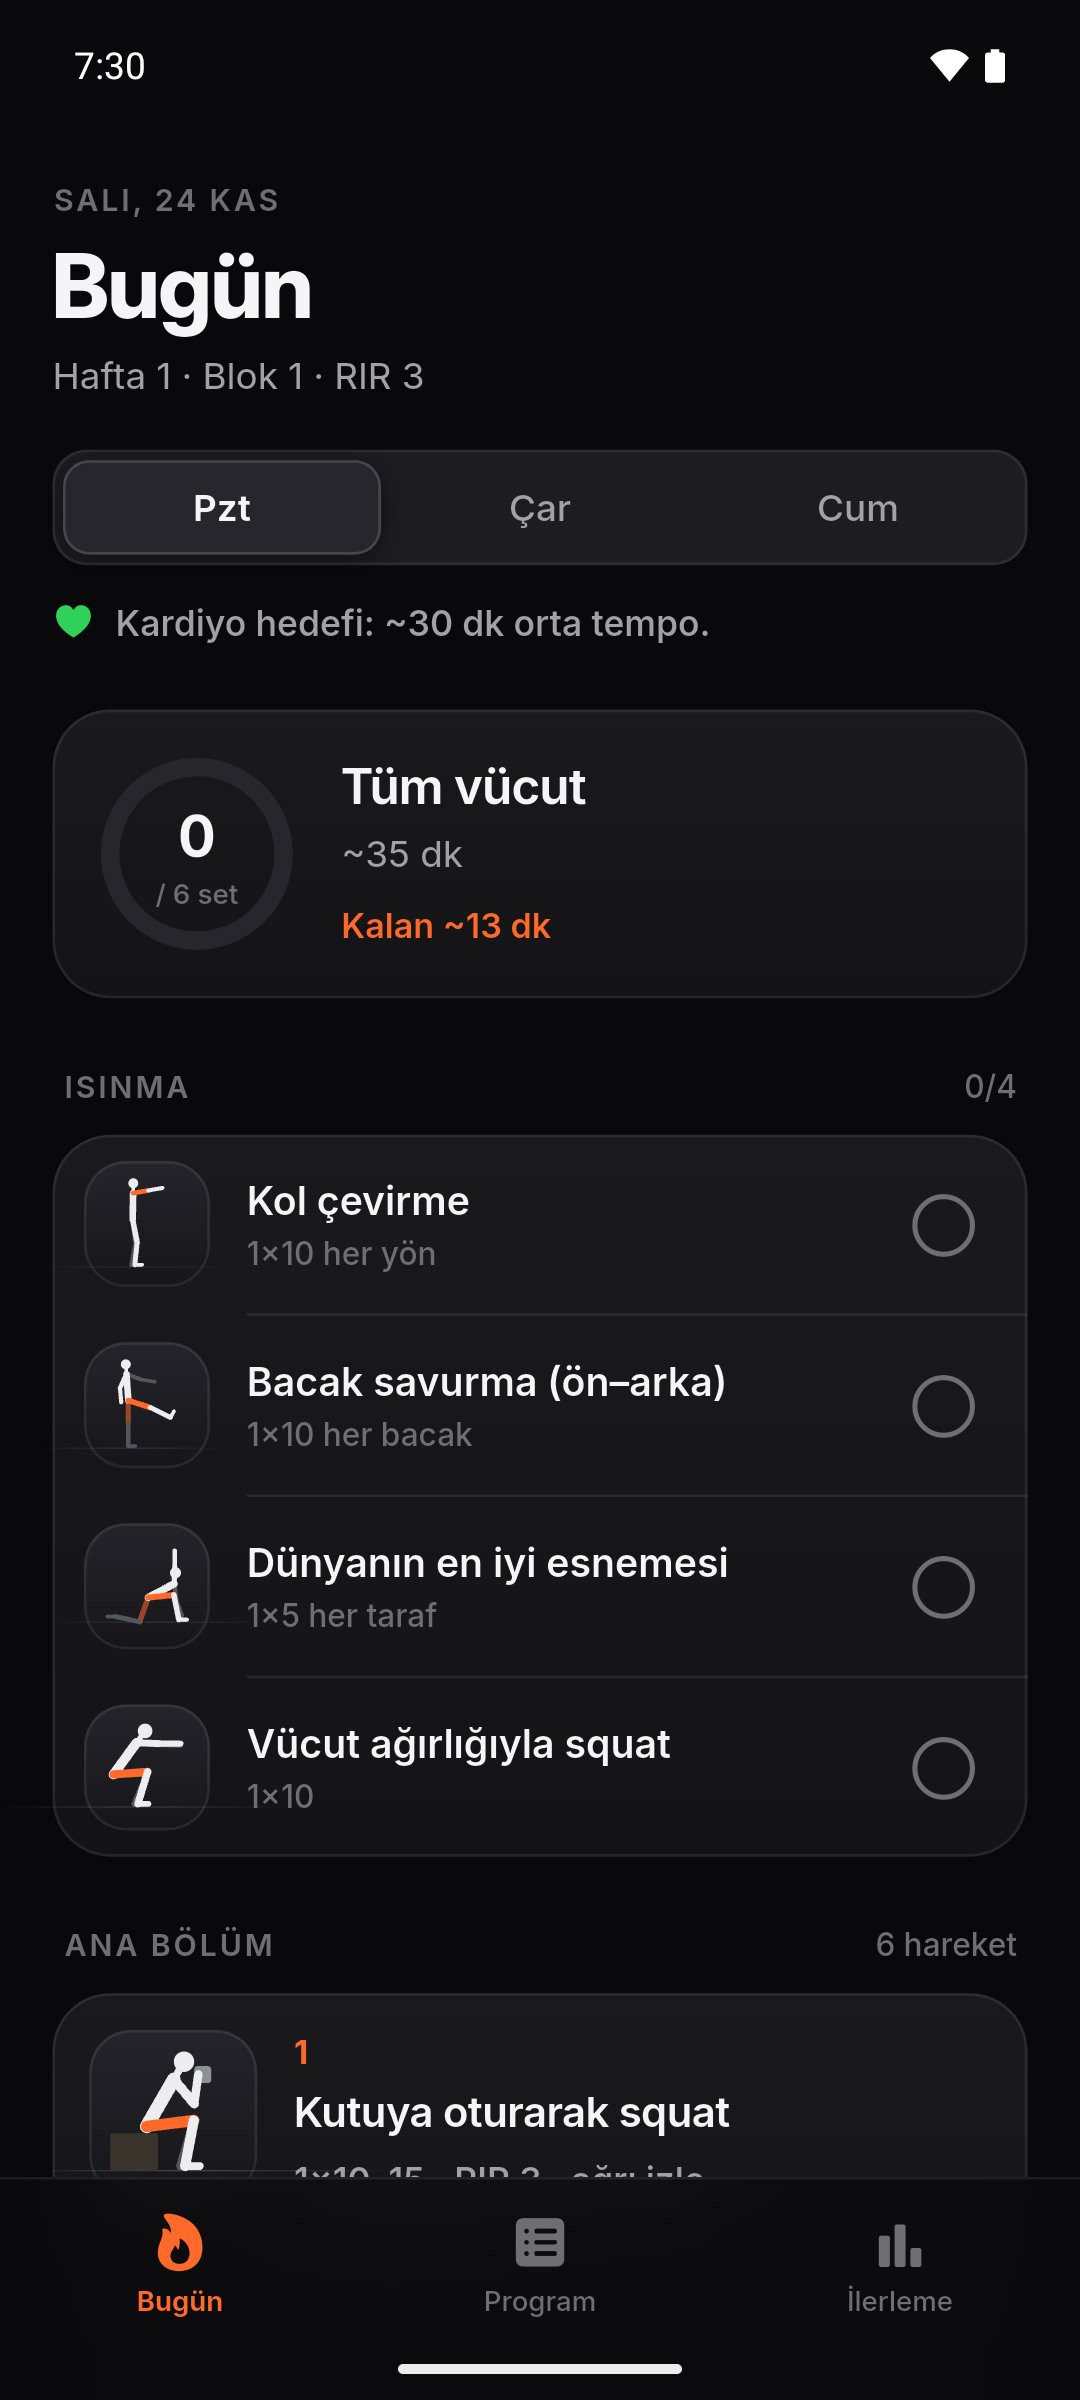 7:30
SALI, 24 KAS
Bugün
Hafta 1 · Blok 1 · RIR 3
Pzt
Çar
Cum
Kardiyo hedefi: ~30 dk orta tempo.
0
/ 6 set
Tüm vücut
~35 dk
Kalan ~13 dk
ISINMA
0/4
Kol çevirme
1×10 her yön
Bacak savurma (ön–arka)
1×10 her bacak
Dünyanın en iyi esnemesi
1×5 her taraf
Vücut ağırlığıyla squat
1×10
ANA BÖLÜM
6 hareket
1
Kutuya oturarak squat
Bugün
Program
İlerleme